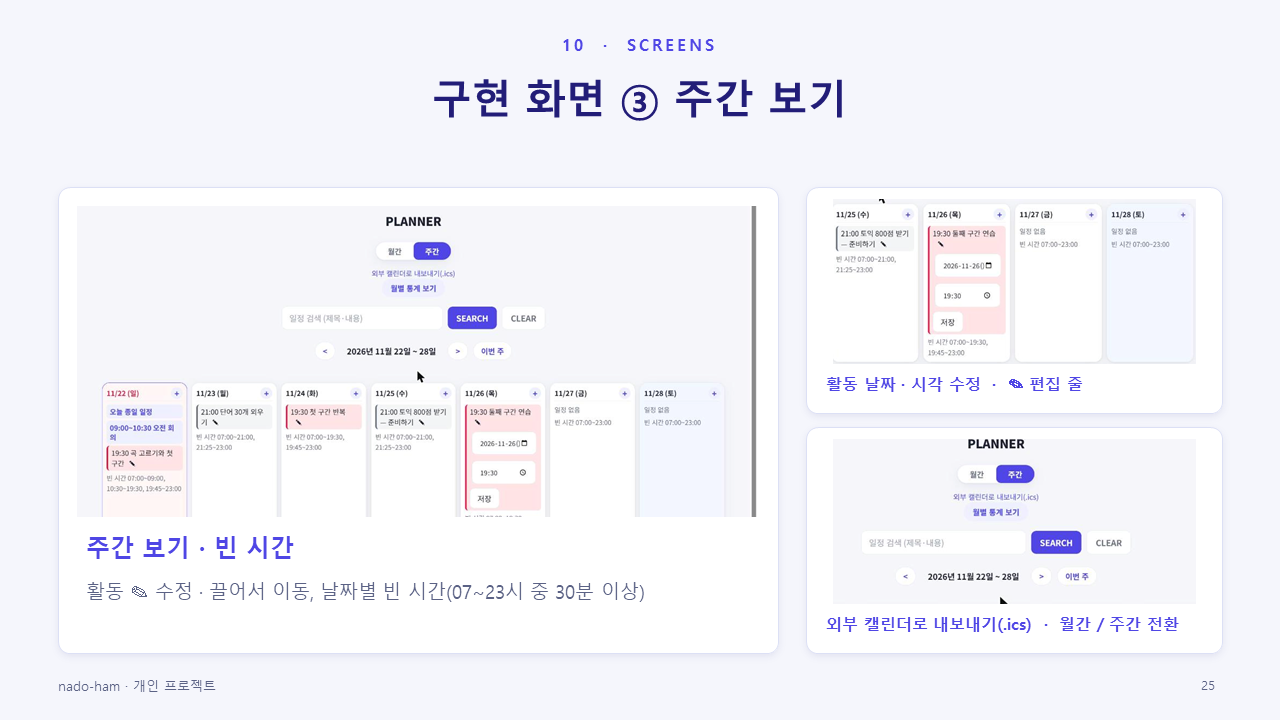 10 · SCREENS
구현 화면 ③ 주간 보기
PLANNER
월간 주간
외부 캘린더로 내보내기(.ics)
월별 통계 보기
일정 검색 (제목·내용) SEARCH CLEAR
< 2026년 11월 22일 ~ 28일 > 이번 주
11/22 (일) +
오늘 종일 일정
09:00~10:30 오전 회
의
19:30 곡 고르기와 첫
구간 ✎
빈 시간 07:00~09:00,
10:30~19:30, 19:45~23:00
11/23 (월) +
21:00 단어 30개 외우
기 ✎
빈 시간 07:00~21:00,
21:25~23:00
11/24 (화) +
19:30 첫 구간 반복
✎
빈 시간 07:00~19:30,
19:45~23:00
11/25 (수) +
21:00 토익 800점 받기
— 준비하기 ✎
빈 시간 07:00~21:00,
21:25~23:00
11/26 (목) +
19:30 둘째 구간 연습
✎
2026-11-26
19:30
저장
11/27 (금) +
일정 없음
빈 시간 07:00~23:00
11/28 (토) +
일정 없음
빈 시간 07:00~23:00
주간 보기 · 빈 시간
활동 ✎ 수정 · 끌어서 이동, 날짜별 빈 시간(07~23시 중 30분 이상)
11/25 (수) +
21:00 토익 800점 받기
— 준비하기 ✎
빈 시간 07:00~21:00,
21:25~23:00
11/26 (목) +
19:30 둘째 구간 연습
✎
2026-11-26
19:30
저장
빈 시간 07:00~19:30,
19:45~23:00
11/27 (금) +
일정 없음
빈 시간 07:00~23:00
11/28 (토) +
일정 없음
빈 시간 07:00~23:00
활동 날짜 · 시각 수정 · ✎ 편집 줄
PLANNER
월간 주간
외부 캘린더로 내보내기(.ics)
월별 통계 보기
일정 검색 (제목·내용) SEARCH CLEAR
< 2026년 11월 22일 ~ 28일 > 이번 주
외부 캘린더로 내보내기(.ics) · 월간 / 주간 전환
nado-ham · 개인 프로젝트
25